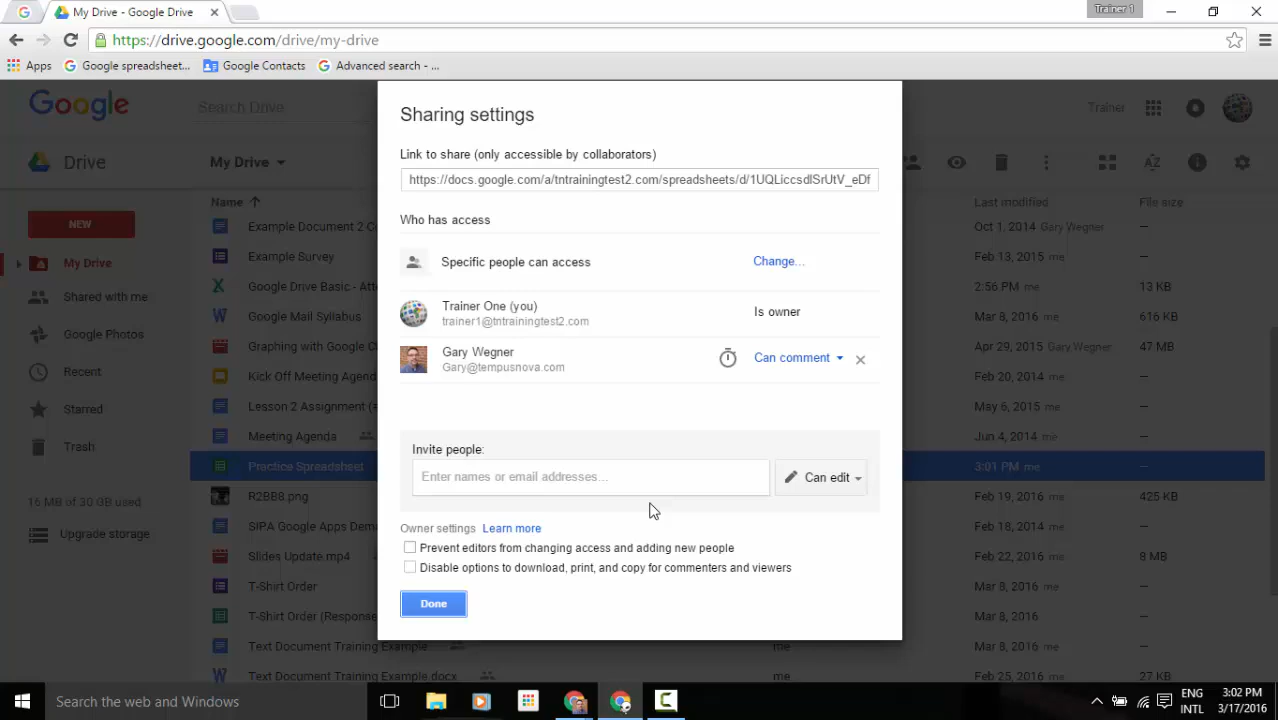 My Drive - Google Drive
Trainer 1
https://drive.google.com/drive/my-drive
Apps
Google spreadsheet...
Google Contacts
Advanced search - ...
Google
Search Drive
Trainer
Drive
My Drive
AZ
NEW
My Drive
Shared with me
Google Photos
Recent
Starred
Trash
16 MB of 30 GB used
Upgrade storage
Name
Last modified
File size
Example Document 2 Co
Oct 1, 2014 Gary Wegner
—
Example Survey
Feb 13, 2015 me
—
Google Drive Basic - Att
2:56 PM me
13 KB
Google Mail Syllabus
Mar 8, 2016 me
616 KB
Graphing with Google C
Apr 29, 2015 Gary Wegner
47 MB
Kick Off Meeting Agend
Feb 20, 2014 me
—
Lesson 2 Assignment (#
May 6, 2015 me
—
Meeting Agenda
Jun 4, 2014 me
—
Practice Spreadsheet
3:01 PM me
—
R2BB8.png
Feb 19, 2016 me
425 KB
SIPA Google Apps Demo
Feb 18, 2014 me
—
Slides Update.mp4
Feb 22, 2016 me
8 MB
T-Shirt Order
Mar 8, 2016 me
—
T-Shirt Order (Response
Mar 8, 2016 me
—
Text Document Training Example
me
Feb 26, 2014 me
—
Text Document Training Example.docx
me
Feb 25, 2016 me
27 KB
Sharing settings
Link to share (only accessible by collaborators)
https://docs.google.com/a/tntrainingtest2.com/spreadsheets/d/1UQLiccsdlSrUtV_eDf
Who has access
Specific people can access
Change...
Trainer One (you)
trainer1@tntrainingtest2.com
Is owner
Gary Wegner
Gary@tempusnova.com
Can comment
Invite people:
Enter names or email addresses...
Can edit
Owner settings Learn more
Prevent editors from changing access and adding new people
Disable options to download, print, and copy for commenters and viewers
Done
Search the web and Windows
ENG
INTL
3:02 PM
3/17/2016